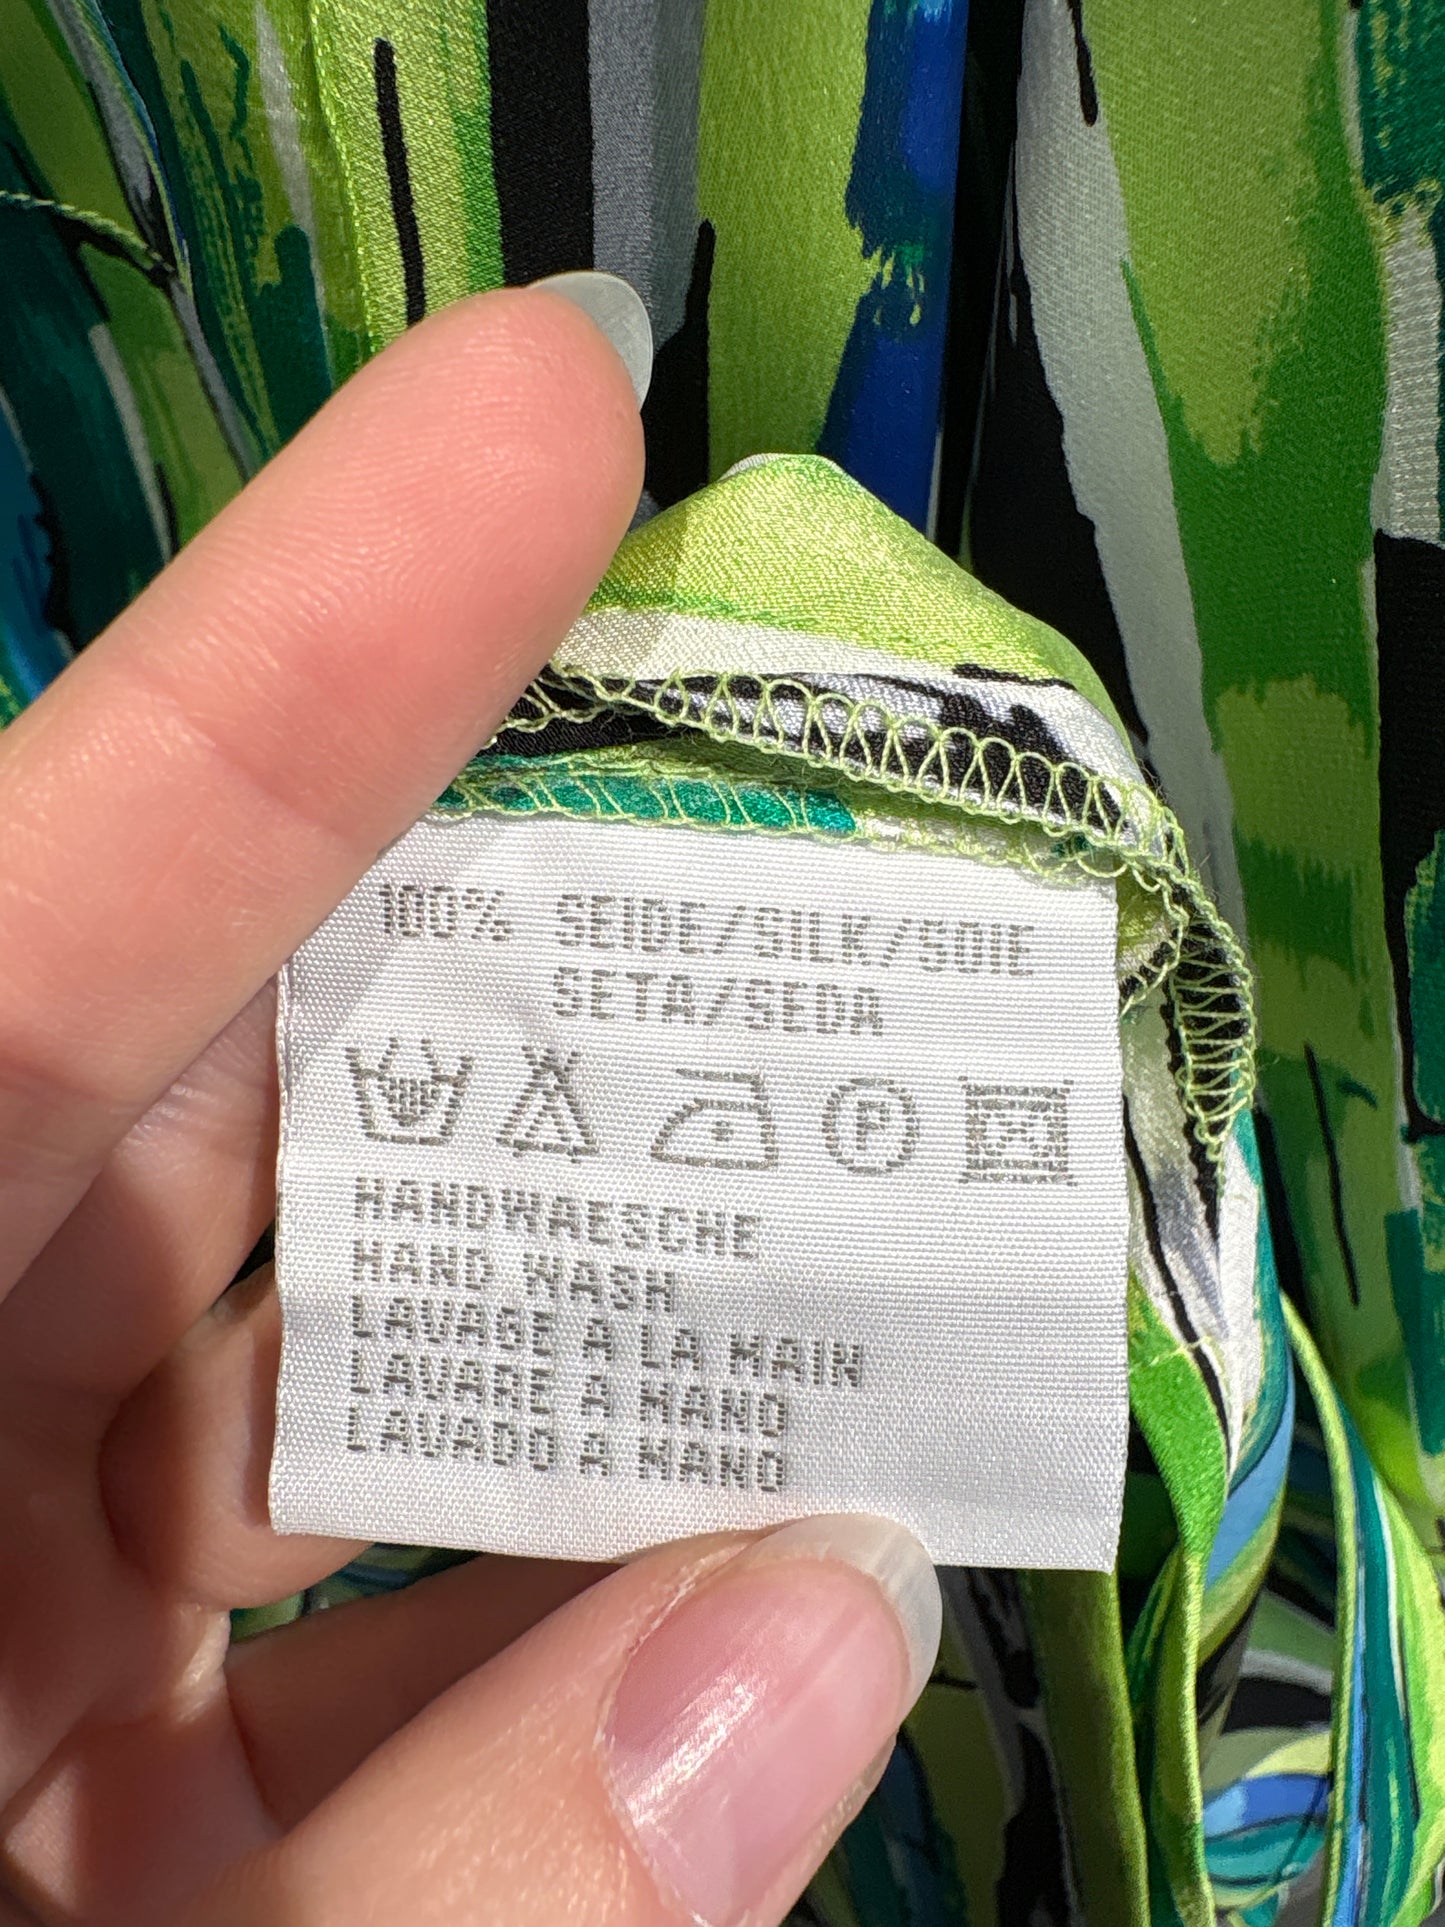 100% SEIDE/SILK/SOIE
SETA/SEDA
P
HANDWAESCHE
HAND WASH
LAVAGE A LA MAIN
LAVARE A MANO
LAVADO A MANO